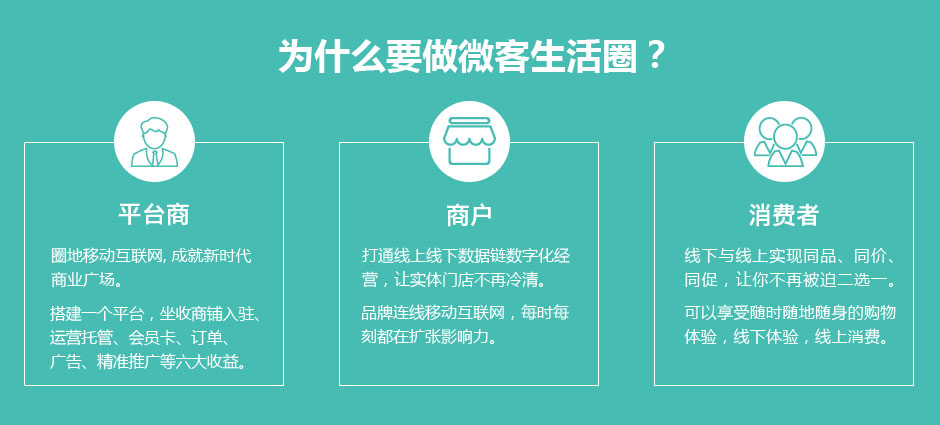 为什么要做微客生活圈？
平台商
圈地移动互联网, 成就新时代
商业广场。
搭建一个平台，坐收商铺入驻、
运营托管、会员卡、订单、
广告、精准推广等六大收益。
商户
打通线上线下数据链数字化经
营，让实体门店不再冷清。
品牌连线移动互联网，每时每
刻都在扩张影响力。
消费者
线下与线上实现同品、同价、
同促，让你不再被迫二选一。
可以享受随时随地随身的购物
体验，线下体验，线上消费。